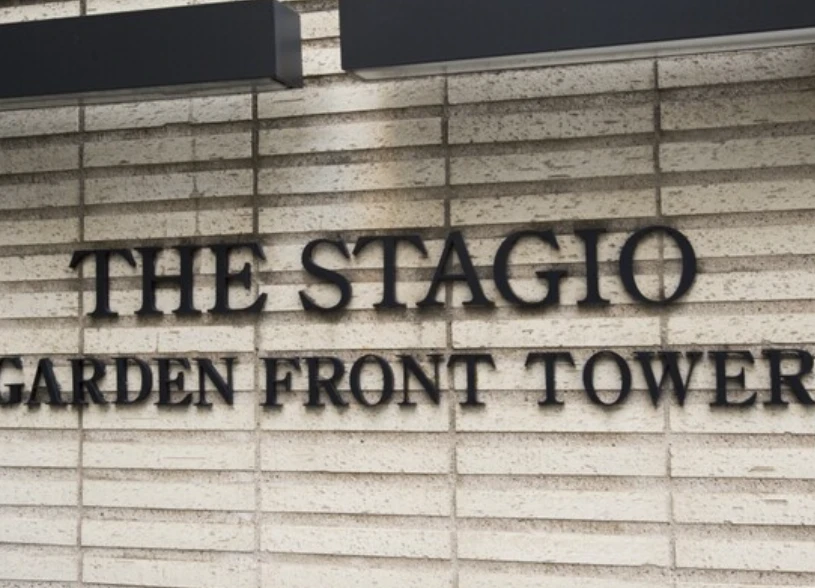 THE STAGIO
GARDEN FRONT TOWER